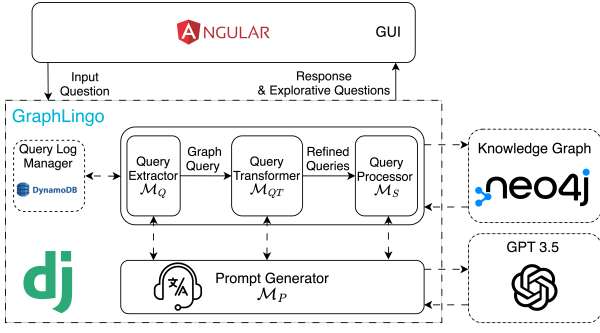 ANGULAR
GUI
Input
Question
Response
& Explorative Questions
GraphLingo
Query Log
Manager
DynamoDB
Query
Extractor
M_Q
Graph
Query
Query
Transformer
M_QT
Refined
Queries
Query
Processor
M_S
Knowledge Graph
neo4j
dj
文/A
Prompt Generator
M_P
GPT 3.5